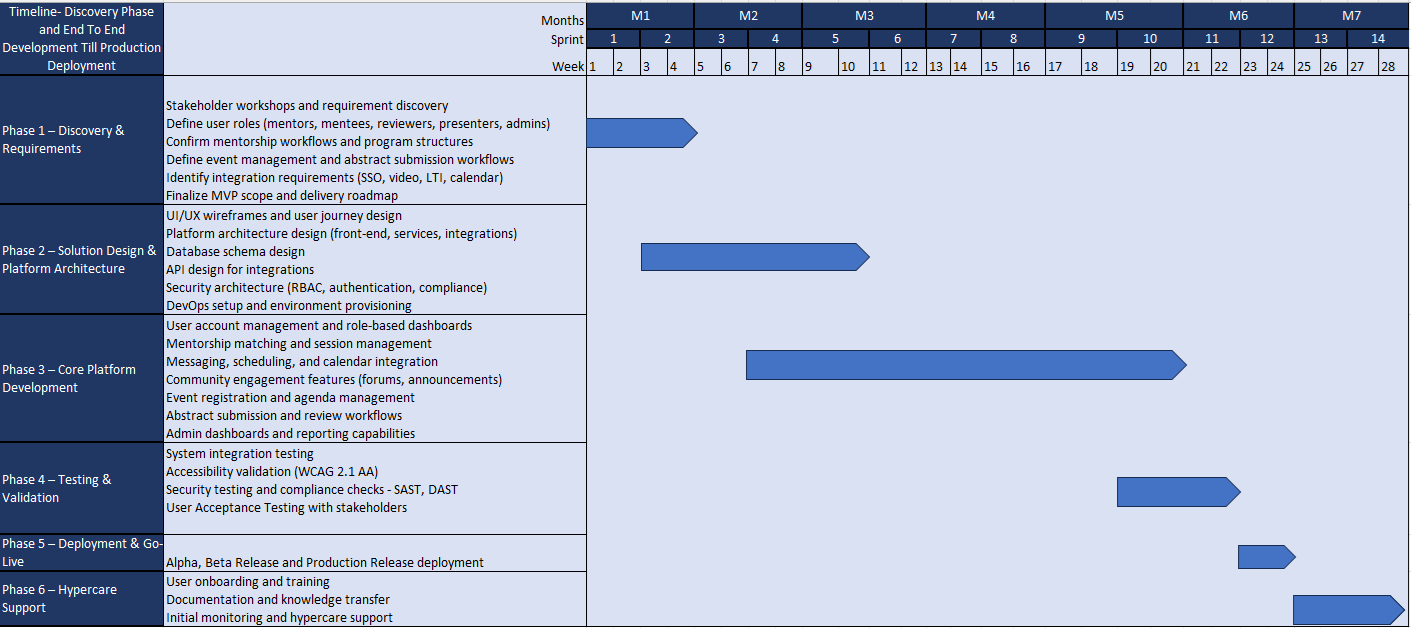 Timeline- Discovery Phase
and End To End
Development Till Production
Deployment
Months
M1 M2 M3 M4 M5 M6 M7
Sprint
1 2 3 4 5 6 7 8 9 10 11 12 13 14
Week
1 2 3 4 5 6 7 8 9 10 11 12 13 14 15 16 17 18 19 20 21 22 23 24 25 26 27 28
Phase 1 – Discovery &
Requirements
Stakeholder workshops and requirement discovery
Define user roles (mentors, mentees, reviewers, presenters, admins)
Confirm mentorship workflows and program structures
Define event management and abstract submission workflows
Identify integration requirements (SSO, video, LTI, calendar)
Finalize MVP scope and delivery roadmap
Phase 2 – Solution Design &
Platform Architecture
UI/UX wireframes and user journey design
Platform architecture design (front-end, services, integrations)
Database schema design
API design for integrations
Security architecture (RBAC, authentication, compliance)
DevOps setup and environment provisioning
Phase 3 – Core Platform
Development
User account management and role-based dashboards
Mentorship matching and session management
Messaging, scheduling, and calendar integration
Community engagement features (forums, announcements)
Event registration and agenda management
Abstract submission and review workflows
Admin dashboards and reporting capabilities
Phase 4 – Testing &
Validation
System integration testing
Accessibility validation (WCAG 2.1 AA)
Security testing and compliance checks - SAST, DAST
User Acceptance Testing with stakeholders
Phase 5 – Deployment & Go-
Live
Alpha, Beta Release and Production Release deployment
Phase 6 – Hypercare
Support
User onboarding and training
Documentation and knowledge transfer
Initial monitoring and hypercare support